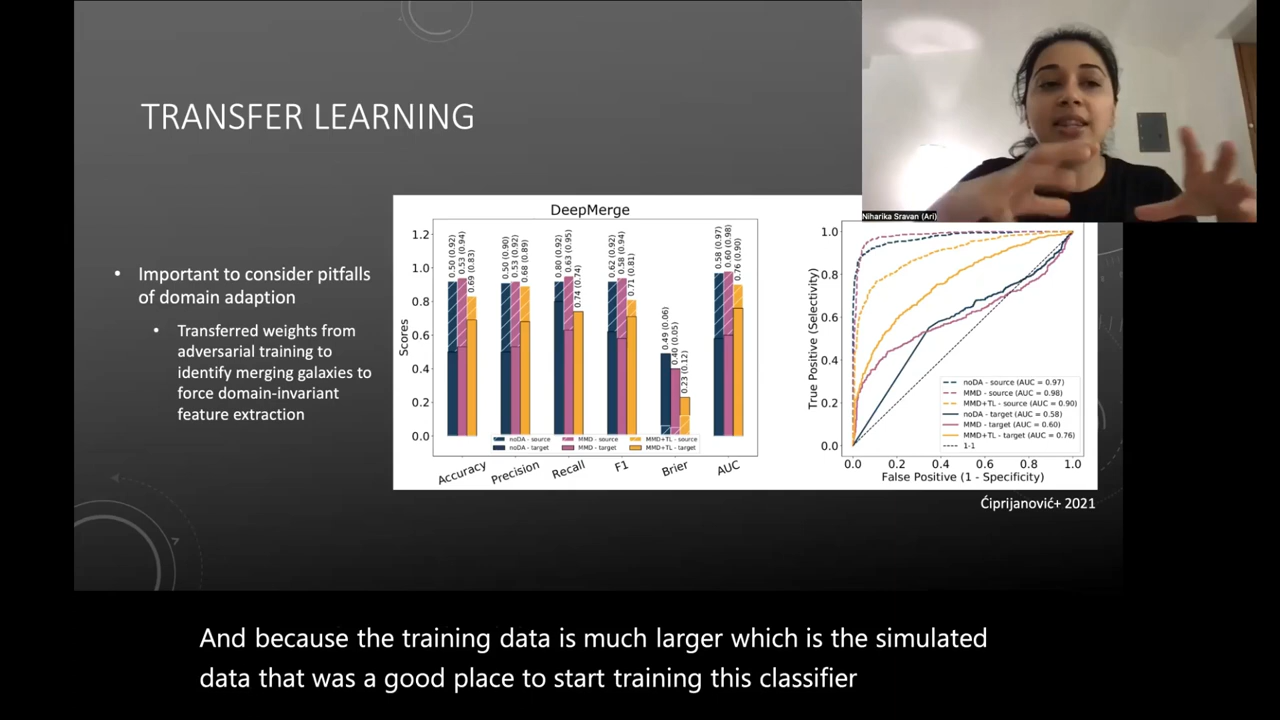 TRANSFER LEARNING
Niharika Sravan (Ari)
• Important to consider pitfalls
of domain adaption
• Transferred weights from
adversarial training to
identify merging galaxies to
force domain-invariant
feature extraction
DeepMerge
Scores
1.2
1.0
0.8
0.6
0.4
0.2
0.0
0.50 (0.92)
0.53 (0.94)
0.69 (0.83)
0.50 (0.90)
0.53 (0.92)
0.68 (0.89)
0.80 (0.92)
0.63 (0.95)
0.74 (0.74)
0.62 (0.92)
0.58 (0.94)
0.71 (0.81)
0.49 (0.06)
0.40 (0.05)
0.23 (0.12)
0.58 (0.97)
0.60 (0.98)
0.76 (0.90)
noDA - source
MMD - source
MMD+TL - source
noDA - target
MMD - target
MMD+TL - target
Accuracy
Precision
Recall
F1
Brier
AUC
True Positive (Selectivity)
1.0
0.8
0.6
0.4
0.2
0.0
noDA - source (AUC = 0.97)
MMD - source (AUC = 0.98)
MMD+TL - source (AUC = 0.90)
noDA - target (AUC = 0.58)
MMD - target (AUC = 0.60)
MMD+TL - target (AUC = 0.76)
1-1
0.0 0.2 0.4 0.6 0.8 1.0
False Positive (1 - Specificity)
Ćiprijanović+ 2021
And because the training data is much larger which is the simulated
data that was a good place to start training this classifier